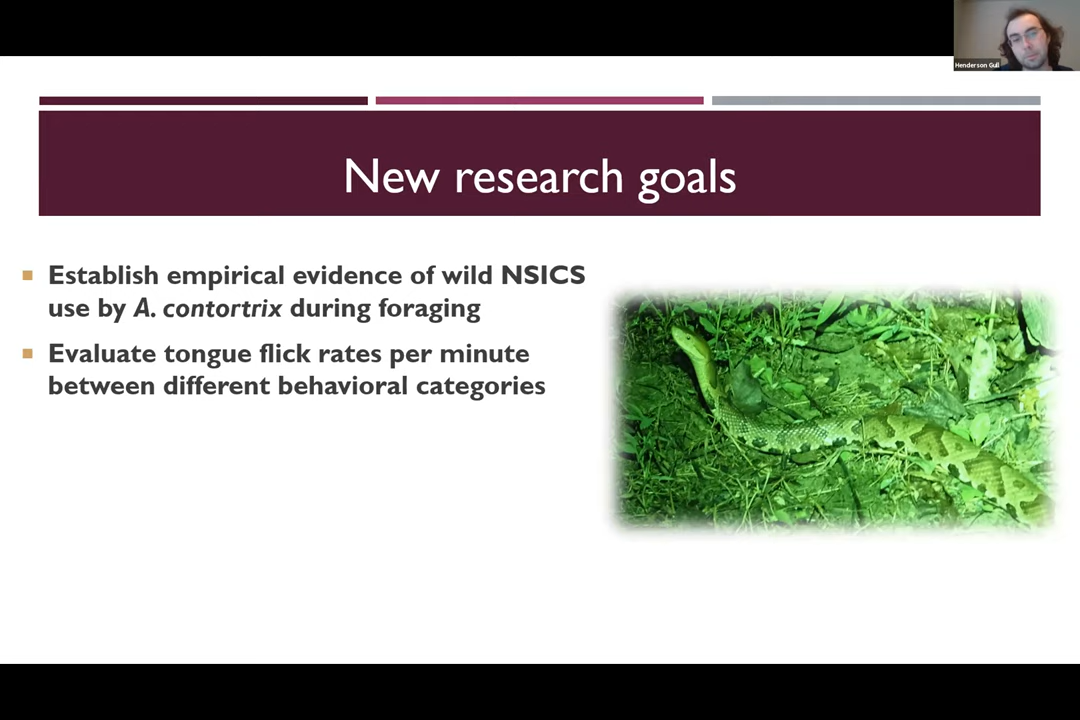 Henderson Gull
New research goals
Establish empirical evidence of wild NSICS
use by A. contortrix during foraging
Evaluate tongue flick rates per minute
between different behavioral categories